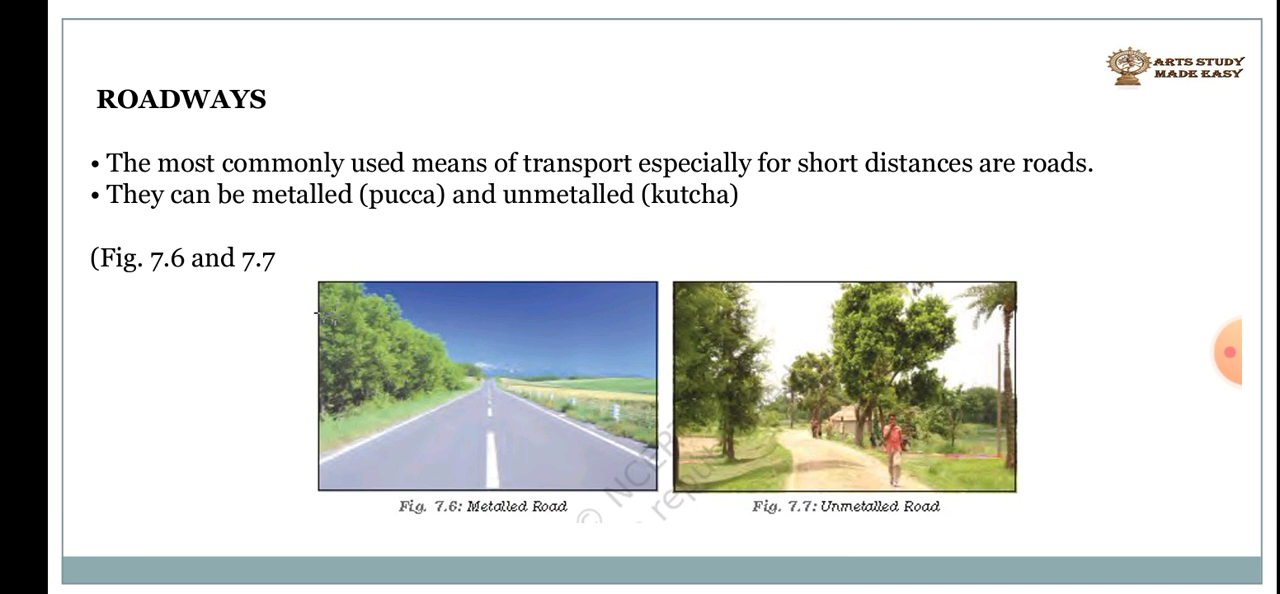 ARTS STUDY
MADE EASY
ROADWAYS
• The most commonly used means of transport especially for short distances are roads.
• They can be metalled (pucca) and unmetalled (kutcha)
(Fig. 7.6 and 7.7
Fig. 7.6: Metalled Road
Fig. 7.7: Unmetalled Road
© NCERT